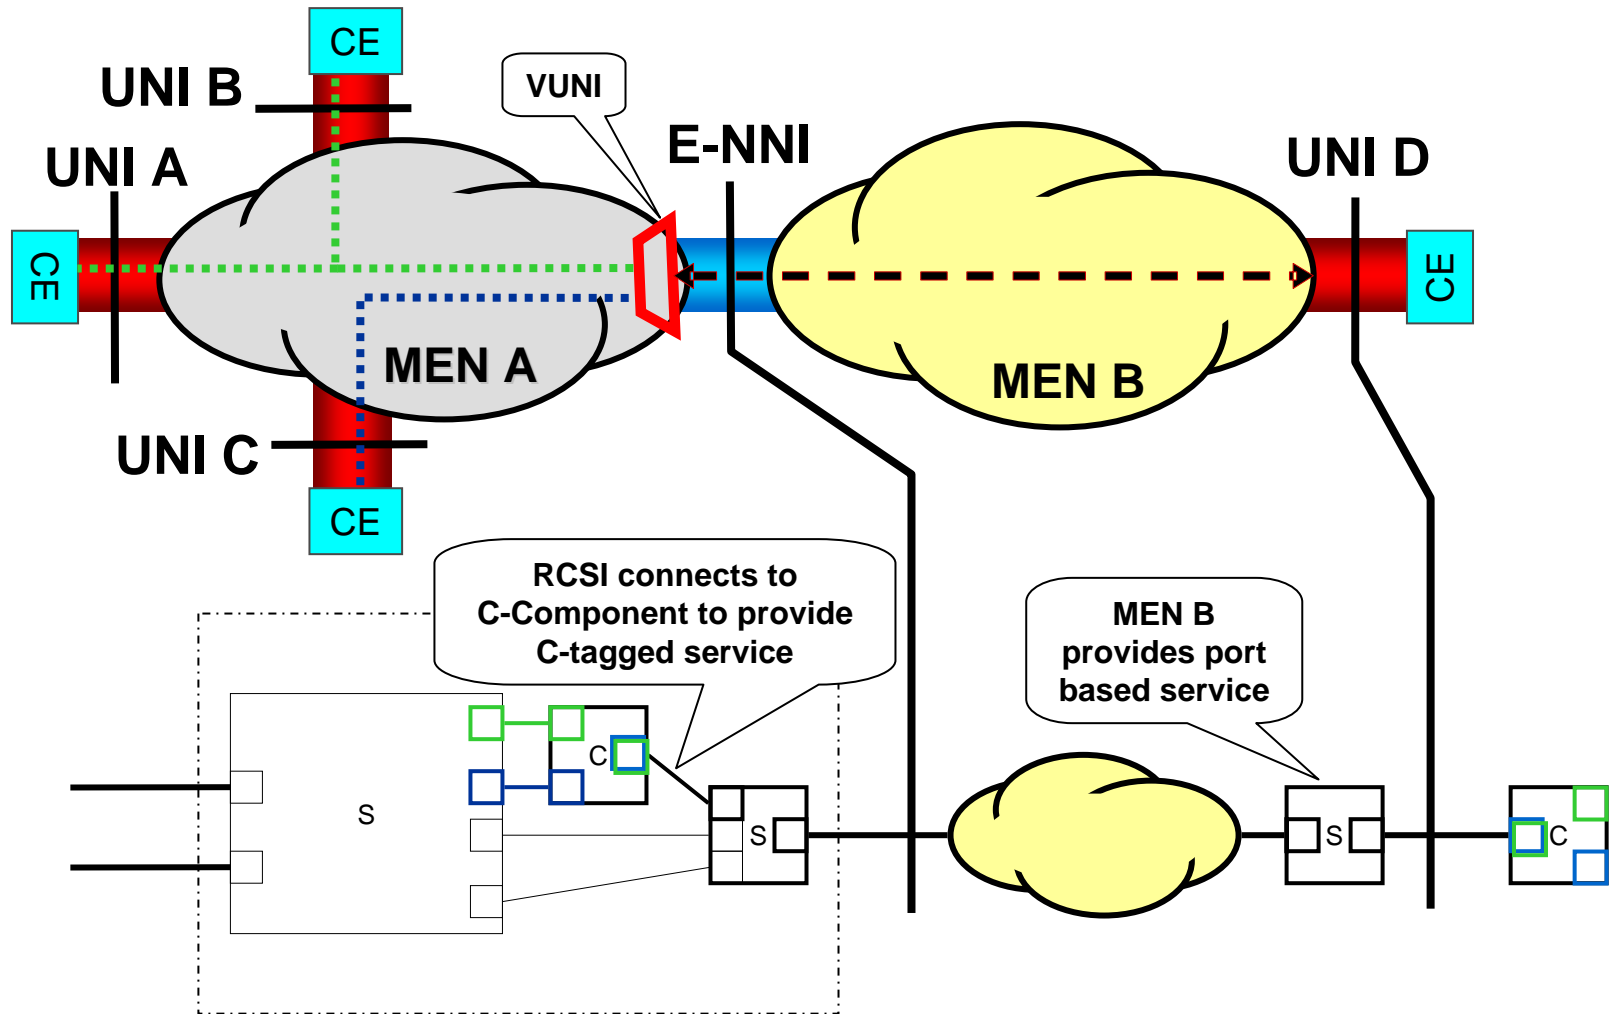 CE
UNI B
VUNI
E-NNI
UNI A
UNI D
CE
CE
MEN A
MEN B
UNI C
CE
RCSI connects to
C-Component to provide
C-tagged service
MEN B
provides port
based service
C
S
S
S
C